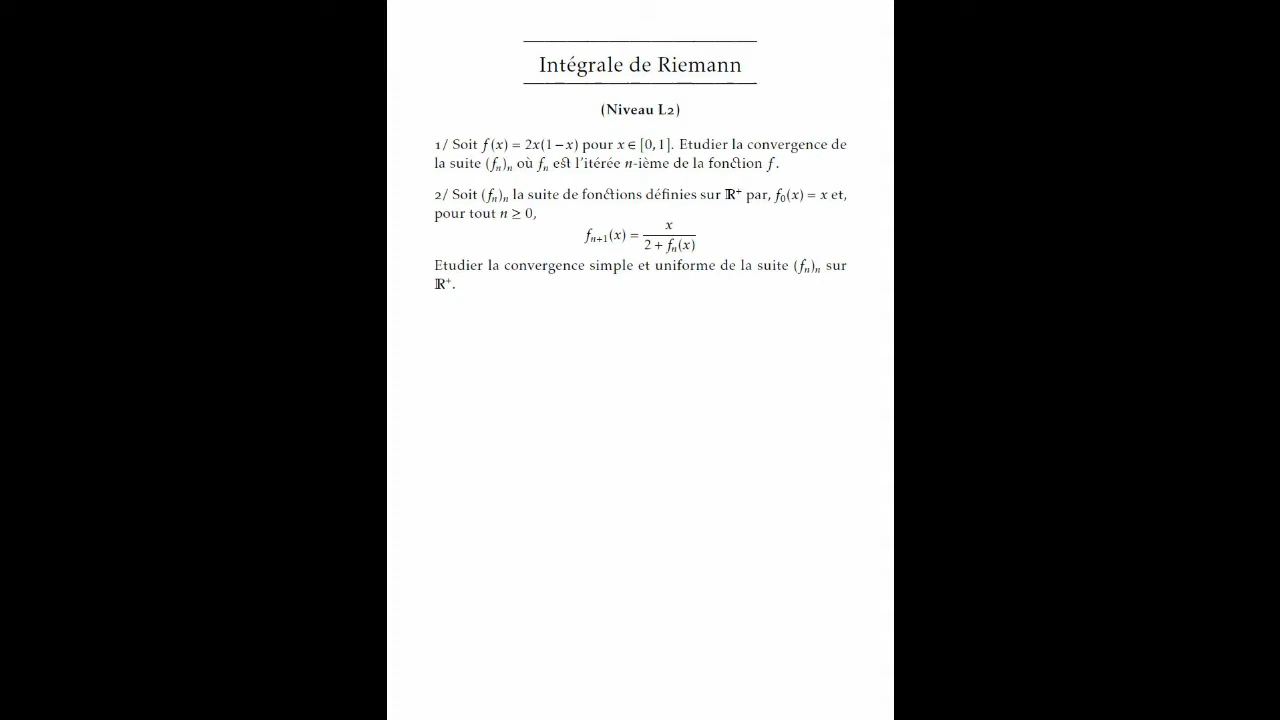 Intégrale de Riemann
(Niveau L2)
1/ Soit f(x) = 2x(1−x) pour x ∈ [0,1]. Etudier la convergence de
la suite (fₙ)ₙ où fₙ est l'itérée n-ième de la fonction f.
2/ Soit (fₙ)ₙ la suite de fonctions définies sur ℝ⁺ par, f₀(x) = x et,
pour tout n ≥ 0,
fₙ₊₁(x) = x / (2 + fₙ(x))
Etudier la convergence simple et uniforme de la suite (fₙ)ₙ sur
ℝ⁺.